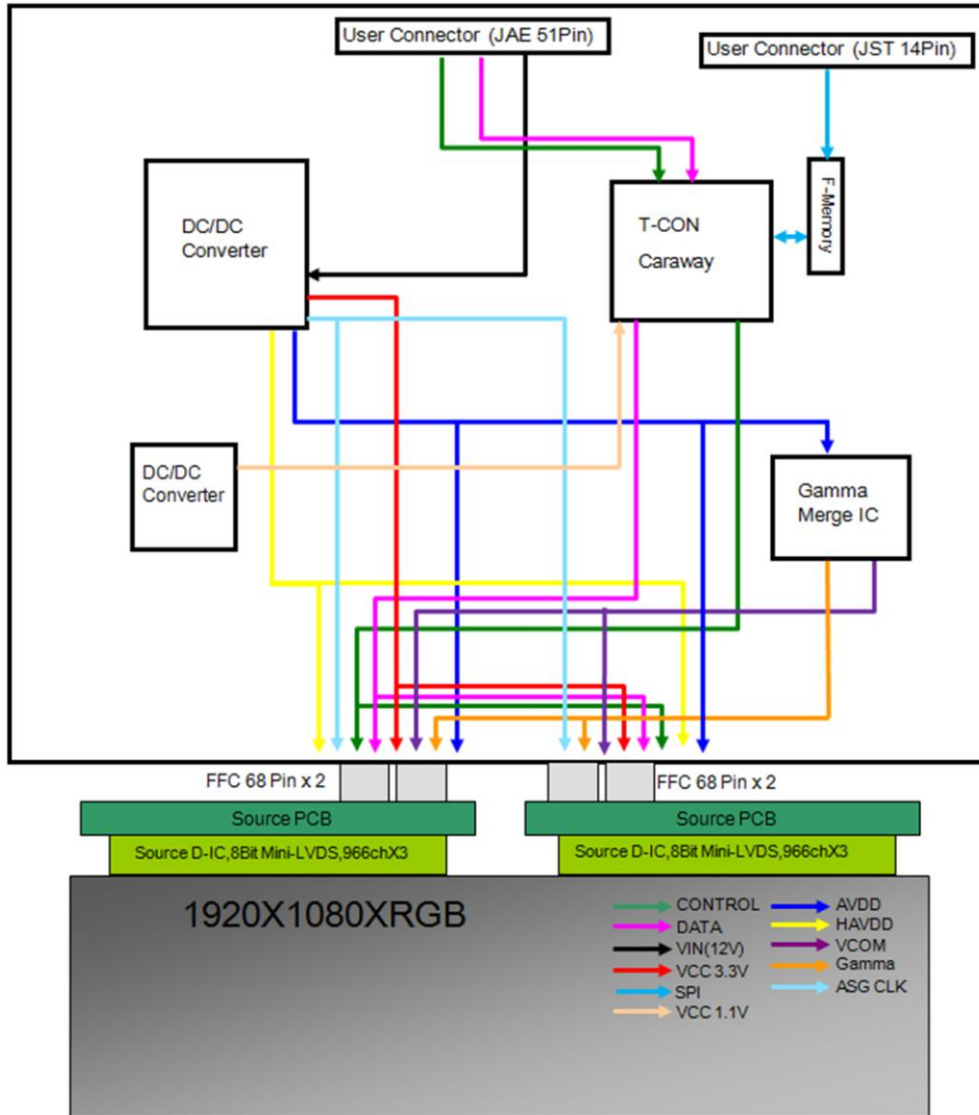 User Connector (JAE 51Pin)
User Connector (JST 14Pin)
DC/DC
Converter
T-CON
Caraway
F-Memory
DC/DC
Converter
Gamma
Merge IC
FFC 68 Pin x 2
FFC 68 Pin x 2
Source PCB
Source PCB
Source D-IC,8Bit Mini-LVDS,966chX3
Source D-IC,8Bit Mini-LVDS,966chX3
1920X1080XRGB
CONTROL
DATA
VIN(12V)
VCC 3.3V
SPI
VCC 1.1V
AVDD
HAVDD
VCOM
Gamma
ASG CLK